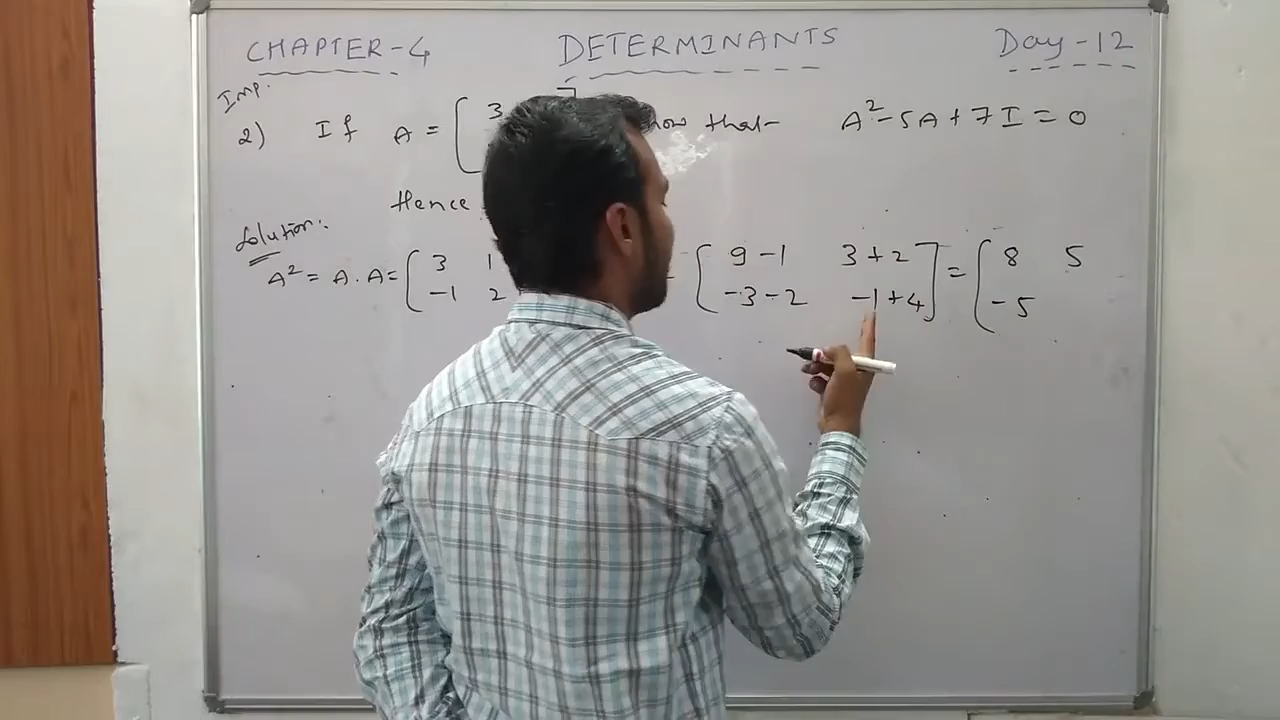 CHAPTER-4 DETERMINANTS Day-12
Imp.
2) If A = [ 3 that A²-5A+7I=0
Hence
Solution:
A² = A.A = [ 3 1 [ 9-1 3+2 ] = [ 8 5
-1 2 -3-2 -1+4 -5